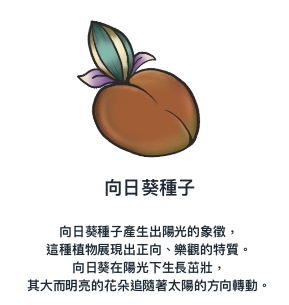 向日葵種子
向日葵種子產生出陽光的象徵，
這種植物展現出正向、樂觀的特質。
向日葵在陽光下生長茁壯，
其大而明亮的花朵追隨著太陽的方向轉動。